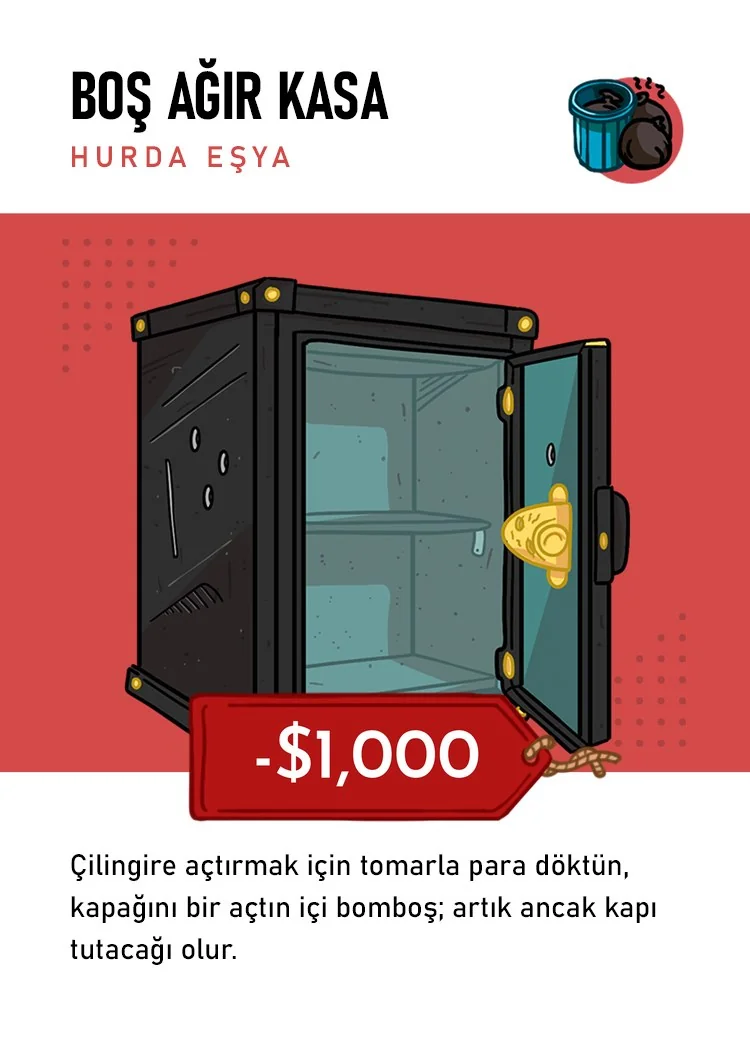 BOŞ AĞIR KASA
HURDA EŞYA
-$1,000
Çilingire açtırmak için tomarla para döktün,
kapağını bir açtın içi bomboş; artık ancak kapı
tutacağı olur.